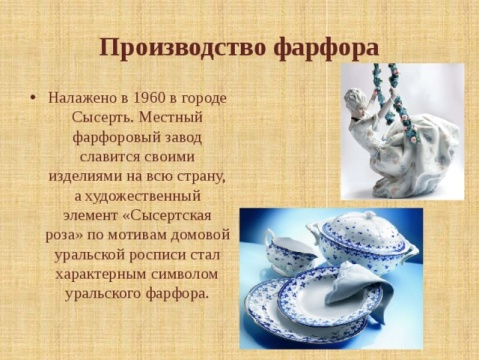 Производство фарфора
• Налажено в 1960 в городе
Сысерть. Местный
фарфоровый завод
славится своими
изделиями на всю страну,
а художественный
элемент «Сысертская
роза» по мотивам домовой
уральской росписи стал
характерным символом
уральского фарфора.